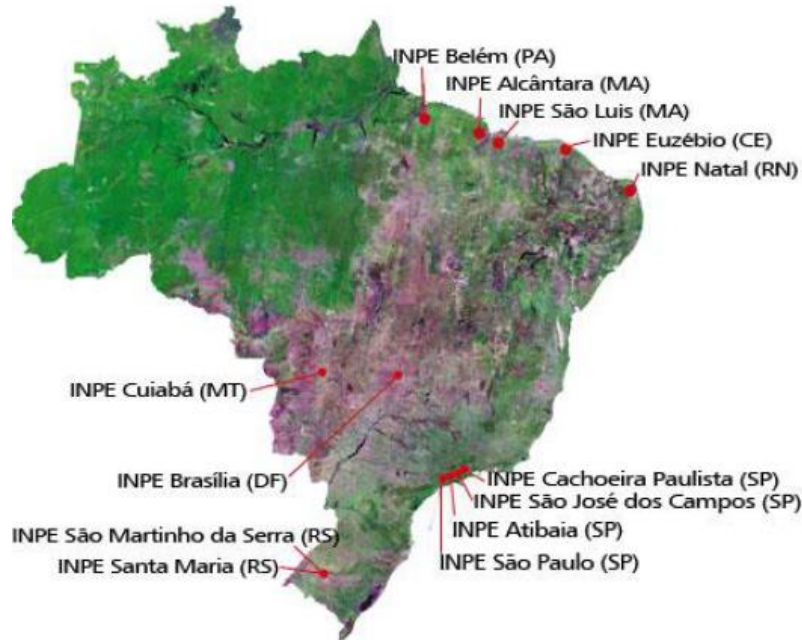 INPE Belém (PA)
INPE Alcântara (MA)
INPE São Luis (MA)
INPE Euzébio (CE)
INPE Natal (RN)
INPE Cuiabá (MT)
INPE Brasília (DF)
INPE Cachoeira Paulista (SP)
INPE São José dos Campos (SP)
INPE Atibaia (SP)
INPE São Paulo (SP)
INPE São Martinho da Serra (RS)
INPE Santa Maria (RS)